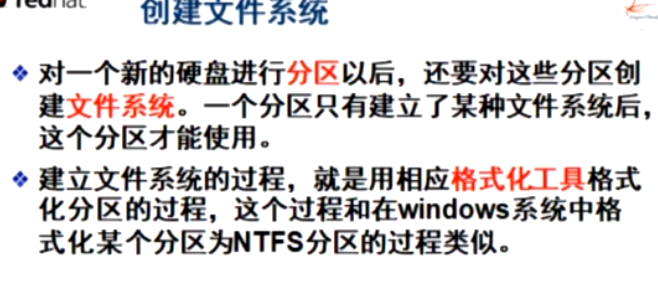 redhat
创建文件系统
对一个新的硬盘进行分区以后，还要对这些分区创
建文件系统。一个分区只有建立了某种文件系统后，
这个分区才能使用。
建立文件系统的过程，就是用相应格式化工具格式
化分区的过程，这个过程和在windows系统中格
式化某个分区为NTFS分区的过程类似。